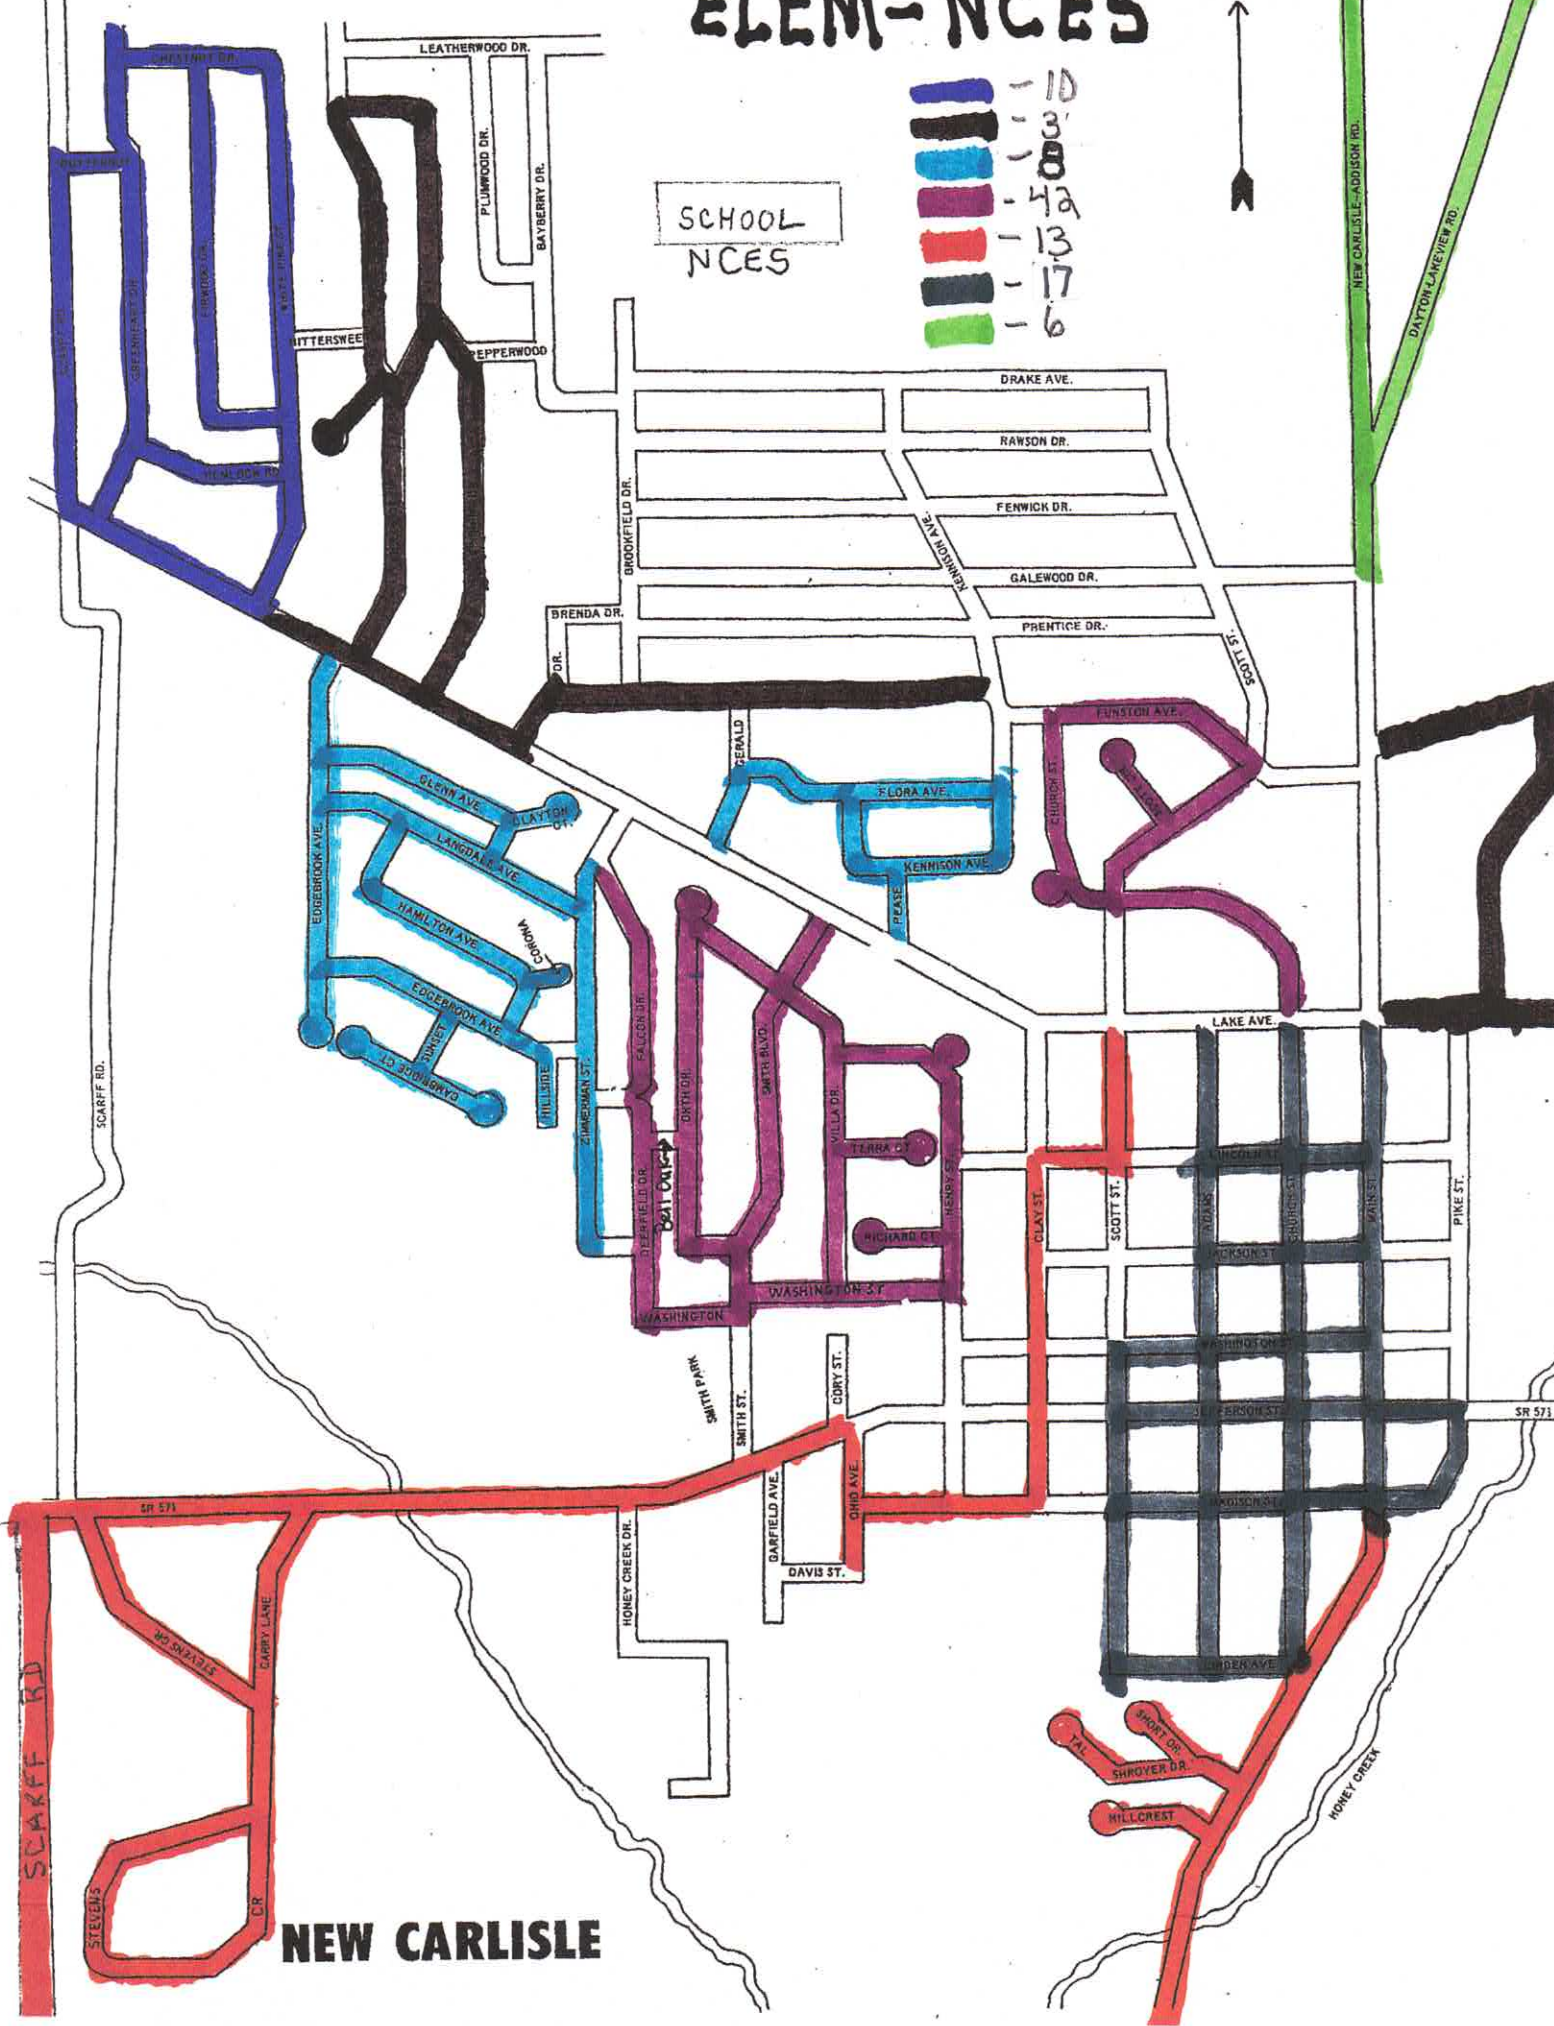 ELEM-NCES
LEATHERWOOD DR.
CHESTNUT DR.
- 10
- 3
- 8
- 42
- 13
- 17
- 6
SCHOOL
NCES
PLUMWOOD DR.
BAYBERRY DR.
NEW CARLISLE-ADDISON RD.
DAYTON-LAKEVIEW RD.
GREENHEART DR.
HEMLOCK RD
PEPPERWOOD
DRAKE AVE.
RAWSON DR.
FENWICK DR.
BROOKFIELD DR.
KENNISON AVE.
GALEWOOD DR.
BRENDA DR.
PRENTICE DR.
DR.
SCOTT ST.
FUNSTON AVE.
GERALD
GLENN AVE.
CLAYTON
CT.
FLORA AVE.
CHURCH ST.
LANGDALE AVE.
KENNISON AVE
EDGEBROOK AVE.
HAMILTON AVE.
CORONA
PEASE
EDGEBROOK AVE.
SUNSET
CAMBRIDGE CT.
HILLSIDE
ZIMMERMAN ST.
FALCON DR.
ORTH DR.
SMITH BLVD.
VILLA DR.
LAKE AVE.
SCARFF RD.
TERRA CT
HENRY ST.
RICHARD CT
DEERFIELD DR.
CLAY ST.
SCOTT ST.
LINCOLN ST.
ADAMS
CHURCH ST.
MAIN ST.
PIKE ST.
JACKSON ST.
WASHINGTON
WASHINGTON ST
WASHINGTON ST.
SMITH PARK
SMITH ST.
CORY ST.
JEFFERSON ST.
SR 571
SR 571
GARFIELD AVE.
OHIO AVE.
MADISON ST.
DAVIS ST.
HONEY CREEK DR.
STEVENS CR.
GARRY LANE
LINDEN AVE
SCARFF RD
TAL
SHORT DR.
SHROYER DR.
HILLCREST
HONEY CREEK
STEVENS
CR
NEW CARLISLE